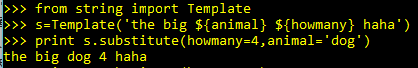 >>> from string import Template
>>> s=Template('the big ${animal} ${howmany} haha')
>>> print s.substitute(howmany=4,animal='dog')
the big dog 4 haha